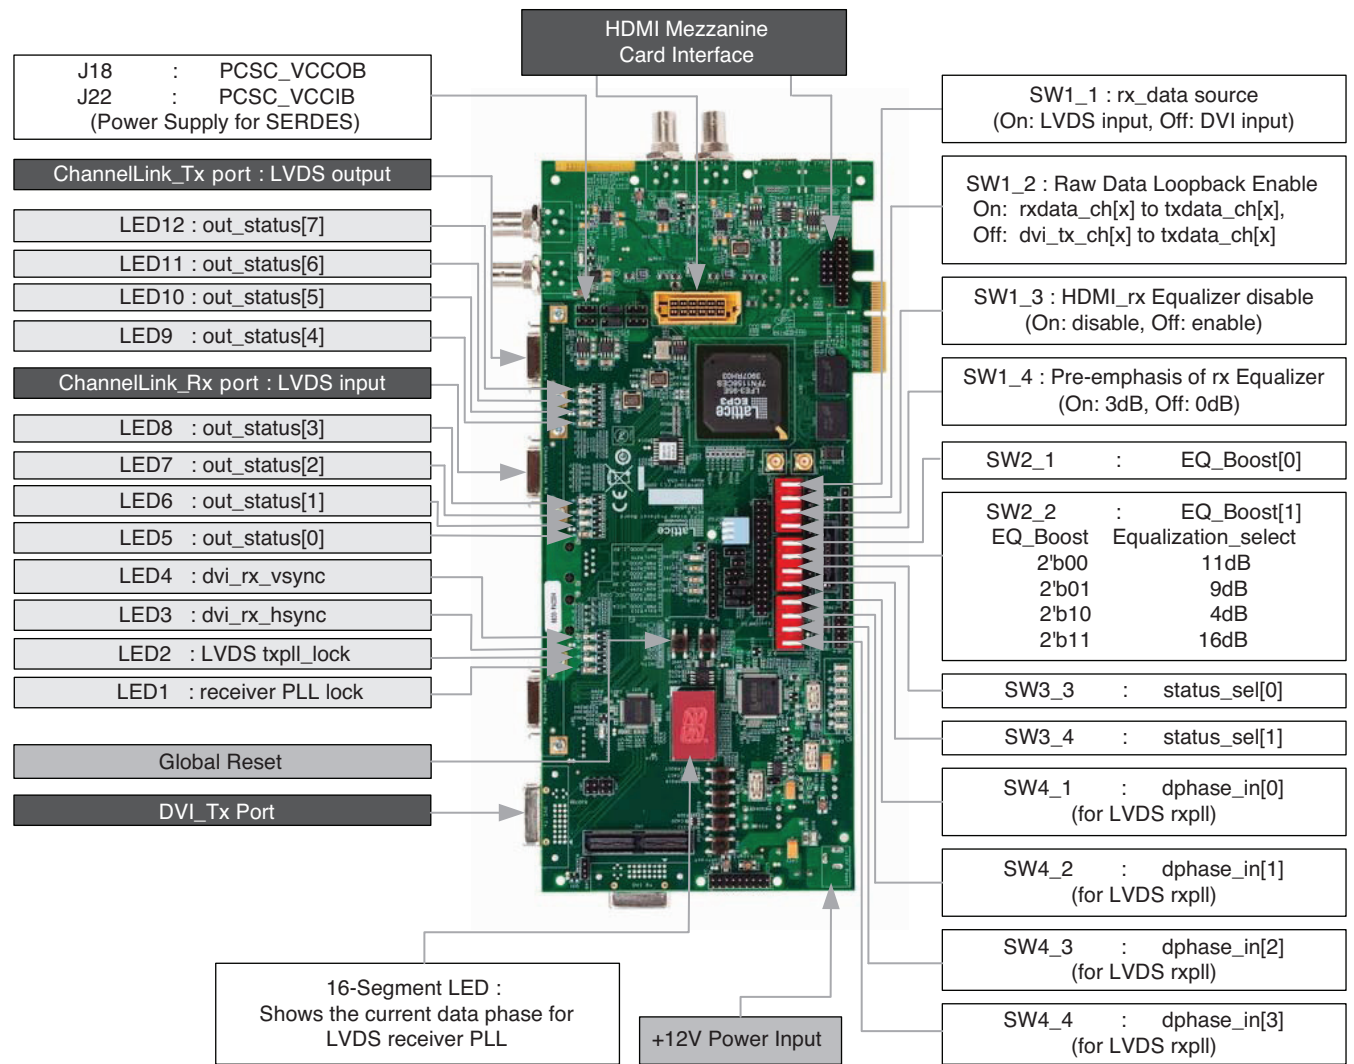 HDMI Mezzanine
Card Interface
J18 : PCSC_VCCOB
J22 : PCSC_VCCIB
(Power Supply for SERDES)
ChannelLink_Tx port : LVDS output
LED12 : out_status[7]
LED11 : out_status[6]
LED10 : out_status[5]
LED9 : out_status[4]
ChannelLink_Rx port : LVDS input
LED8 : out_status[3]
LED7 : out_status[2]
LED6 : out_status[1]
LED5 : out_status[0]
LED4 : dvi_rx_vsync
LED3 : dvi_rx_hsync
LED2 : LVDS txpll_lock
LED1 : receiver PLL lock
Global Reset
DVI_Tx Port
16-Segment LED :
Shows the current data phase for
LVDS receiver PLL
+12V Power Input
SW1_1 : rx_data source
(On: LVDS input, Off: DVI input)
SW1_2 : Raw Data Loopback Enable
On: rxdata_ch[x] to txdata_ch[x],
Off: dvi_tx_ch[x] to txdata_ch[x]
SW1_3 : HDMI_rx Equalizer disable
(On: disable, Off: enable)
SW1_4 : Pre-emphasis of rx Equalizer
(On: 3dB, Off: 0dB)
SW2_1 : EQ_Boost[0]
SW2_2 : EQ_Boost[1]
EQ_Boost Equalization_select
2'b00 11dB
2'b01 9dB
2'b10 4dB
2'b11 16dB
SW3_3 : status_sel[0]
SW3_4 : status_sel[1]
SW4_1 : dphase_in[0]
(for LVDS rxpll)
SW4_2 : dphase_in[1]
(for LVDS rxpll)
SW4_3 : dphase_in[2]
(for LVDS rxpll)
SW4_4 : dphase_in[3]
(for LVDS rxpll)
Lattice
ECP3
Lattice